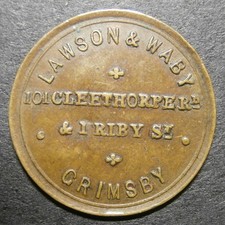 LAWSON & WABY
101 CLEETHORPE RD
& 1 RIBY ST
GRIMSBY